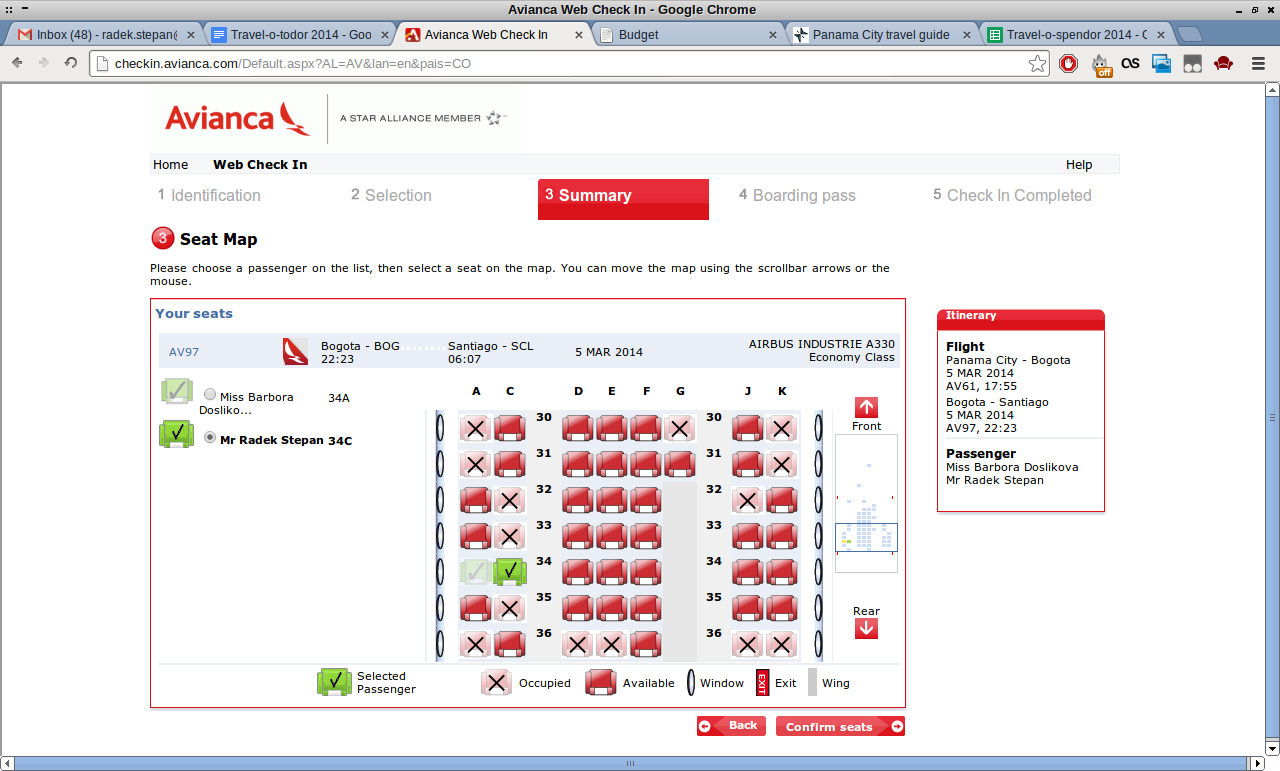 Avianca Web Check In - Google Chrome
Inbox (48) - radek.stepan@
Travel-o-todor 2014 - Goo
Avianca Web Check In
Budget
Panama City travel guide
Travel-o-spendor 2014 - G
checkin.avianca.com/Default.aspx?AL=AV&lan=en&pais=CO
off
Avianca
A STAR ALLIANCE MEMBER
Home Web Check In Help
1 Identification 2 Selection 3 Summary 4 Boarding pass 5 Check In Completed
3 Seat Map
Please choose a passenger on the list, then select a seat on the map. You can move the map using the scrollbar arrows or the
mouse.
Your seats
AV97
Bogota - BOG
22:23
Santiago - SCL
06:07
5 MAR 2014
AIRBUS INDUSTRIE A330
Economy Class
Miss Barbora
Dosliko... 34A
Mr Radek Stepan 34C
A C D E F G J K
30 30
31 31
32 32
33 33
34 34
35 35
36 36
Front
Rear
Selected
Passenger
Occupied
Available
Window
EXIT
Exit
Wing
Back
Confirm seats
Itinerary
Flight
Panama City - Bogota
5 MAR 2014
AV61, 17:55
Bogota - Santiago
5 MAR 2014
AV97, 22:23
Passenger
Miss Barbora Doslikova
Mr Radek Stepan